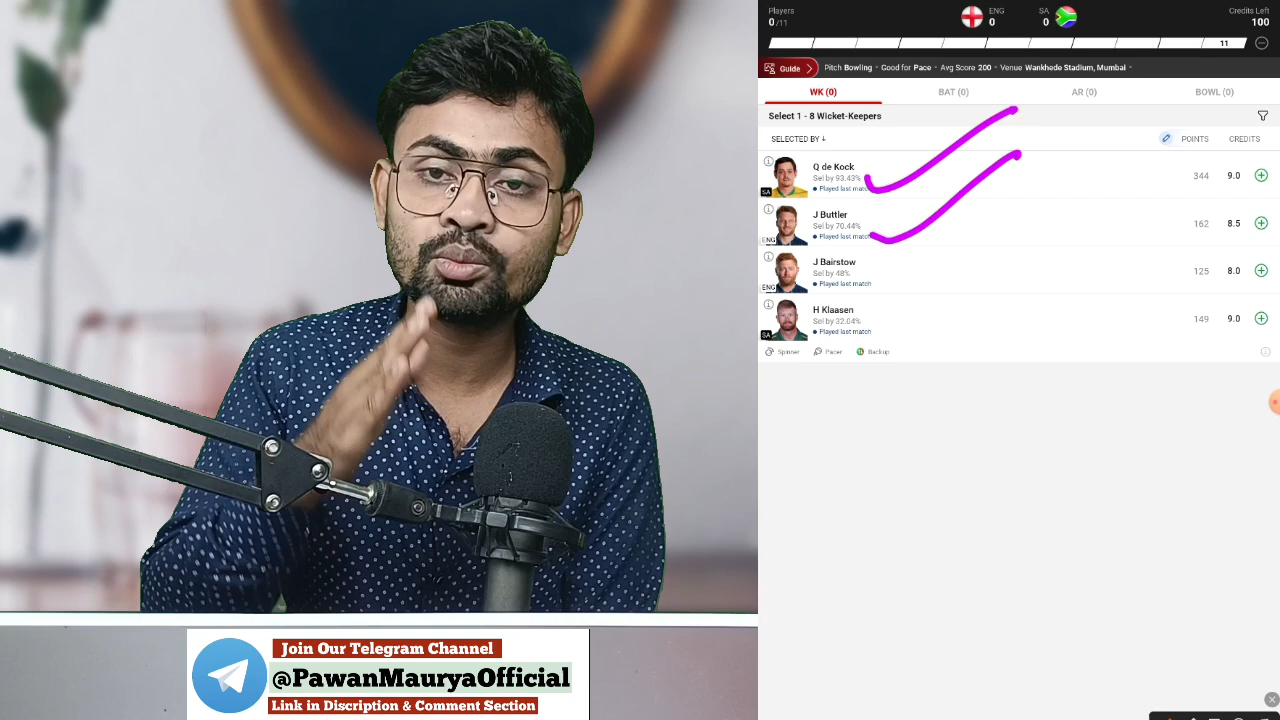 Players
0 /11
ENG
0
SA
0
Credits Left
100
11
Guide
Pitch Bowling • Good for Pace • Avg Score 200 • Venue Wankhede Stadium, Mumbai •
WK (0) BAT (0) AR (0) BOWL (0)
Select 1 - 8 Wicket-Keepers
SELECTED BY ↓ POINTS CREDITS
Q de Kock
Sel by 93.43% 344 9.0
SA • Played last match
J Buttler
Sel by 70.44% 162 8.5
ENG • Played last match
J Bairstow
Sel by 48% 125 8.0
ENG • Played last match
H Klaasen
Sel by 32.04% 149 9.0
SA • Played last match
Spinner Pacer Backup
Join Our Telegram Channel
@PawanMauryaOfficial
Link in Discription & Comment Section